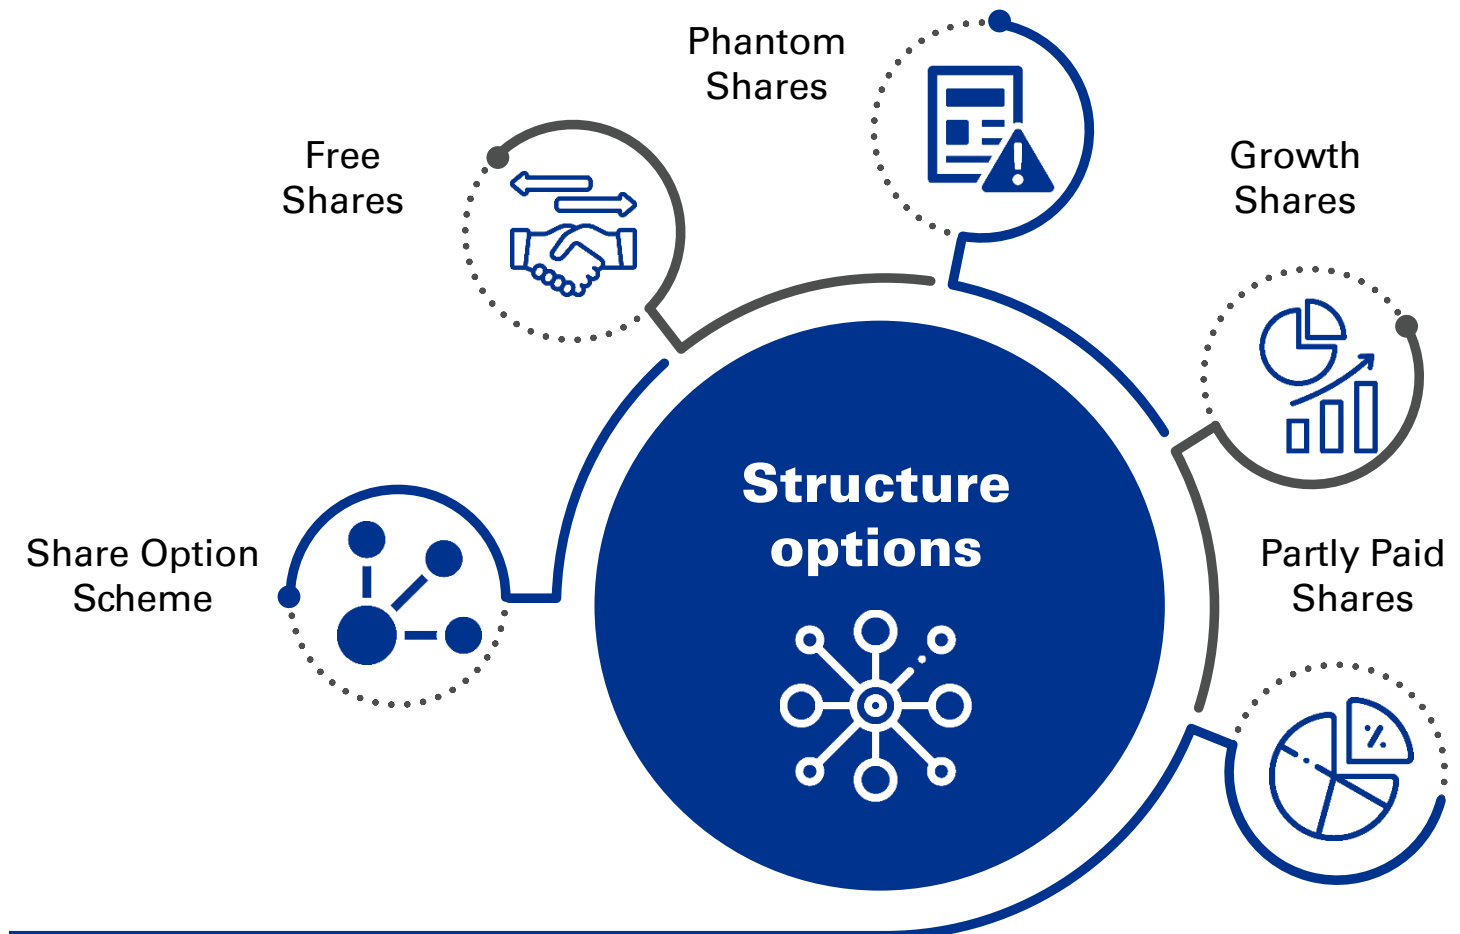 Phantom
Shares
Free
Shares
Growth
Shares
Structure
options
Share Option
Scheme
Partly Paid
Shares
%